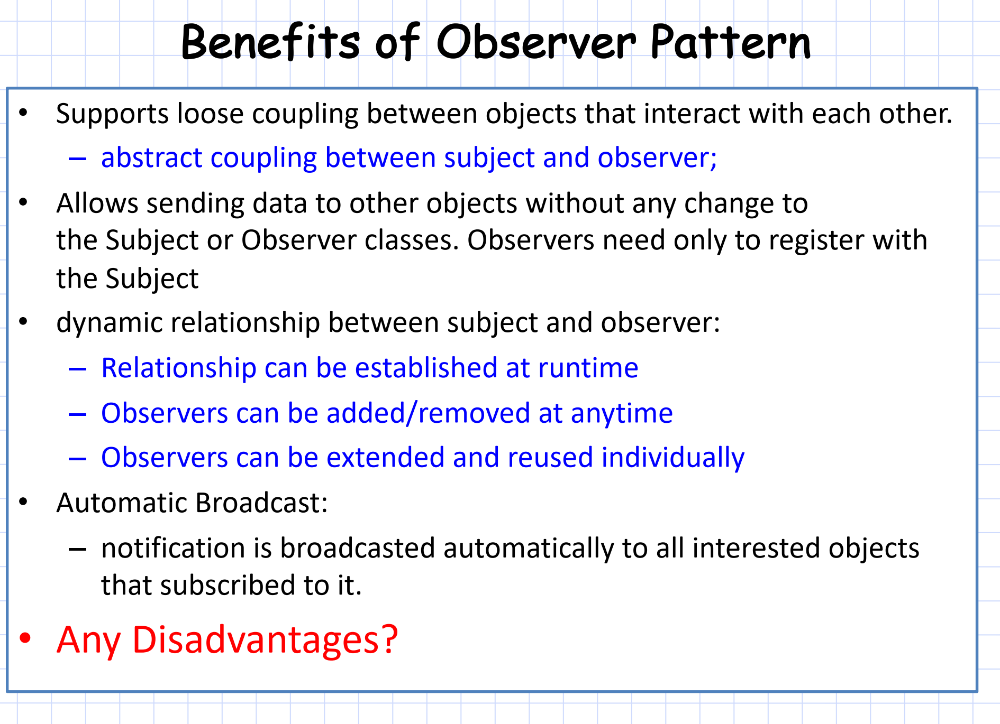 Benefits of Observer Pattern
• Supports loose coupling between objects that interact with each other.
– abstract coupling between subject and observer;
• Allows sending data to other objects without any change to
the Subject or Observer classes. Observers need only to register with
the Subject
• dynamic relationship between subject and observer:
– Relationship can be established at runtime
– Observers can be added/removed at anytime
– Observers can be extended and reused individually
• Automatic Broadcast:
– notification is broadcasted automatically to all interested objects
that subscribed to it.
• Any Disadvantages?